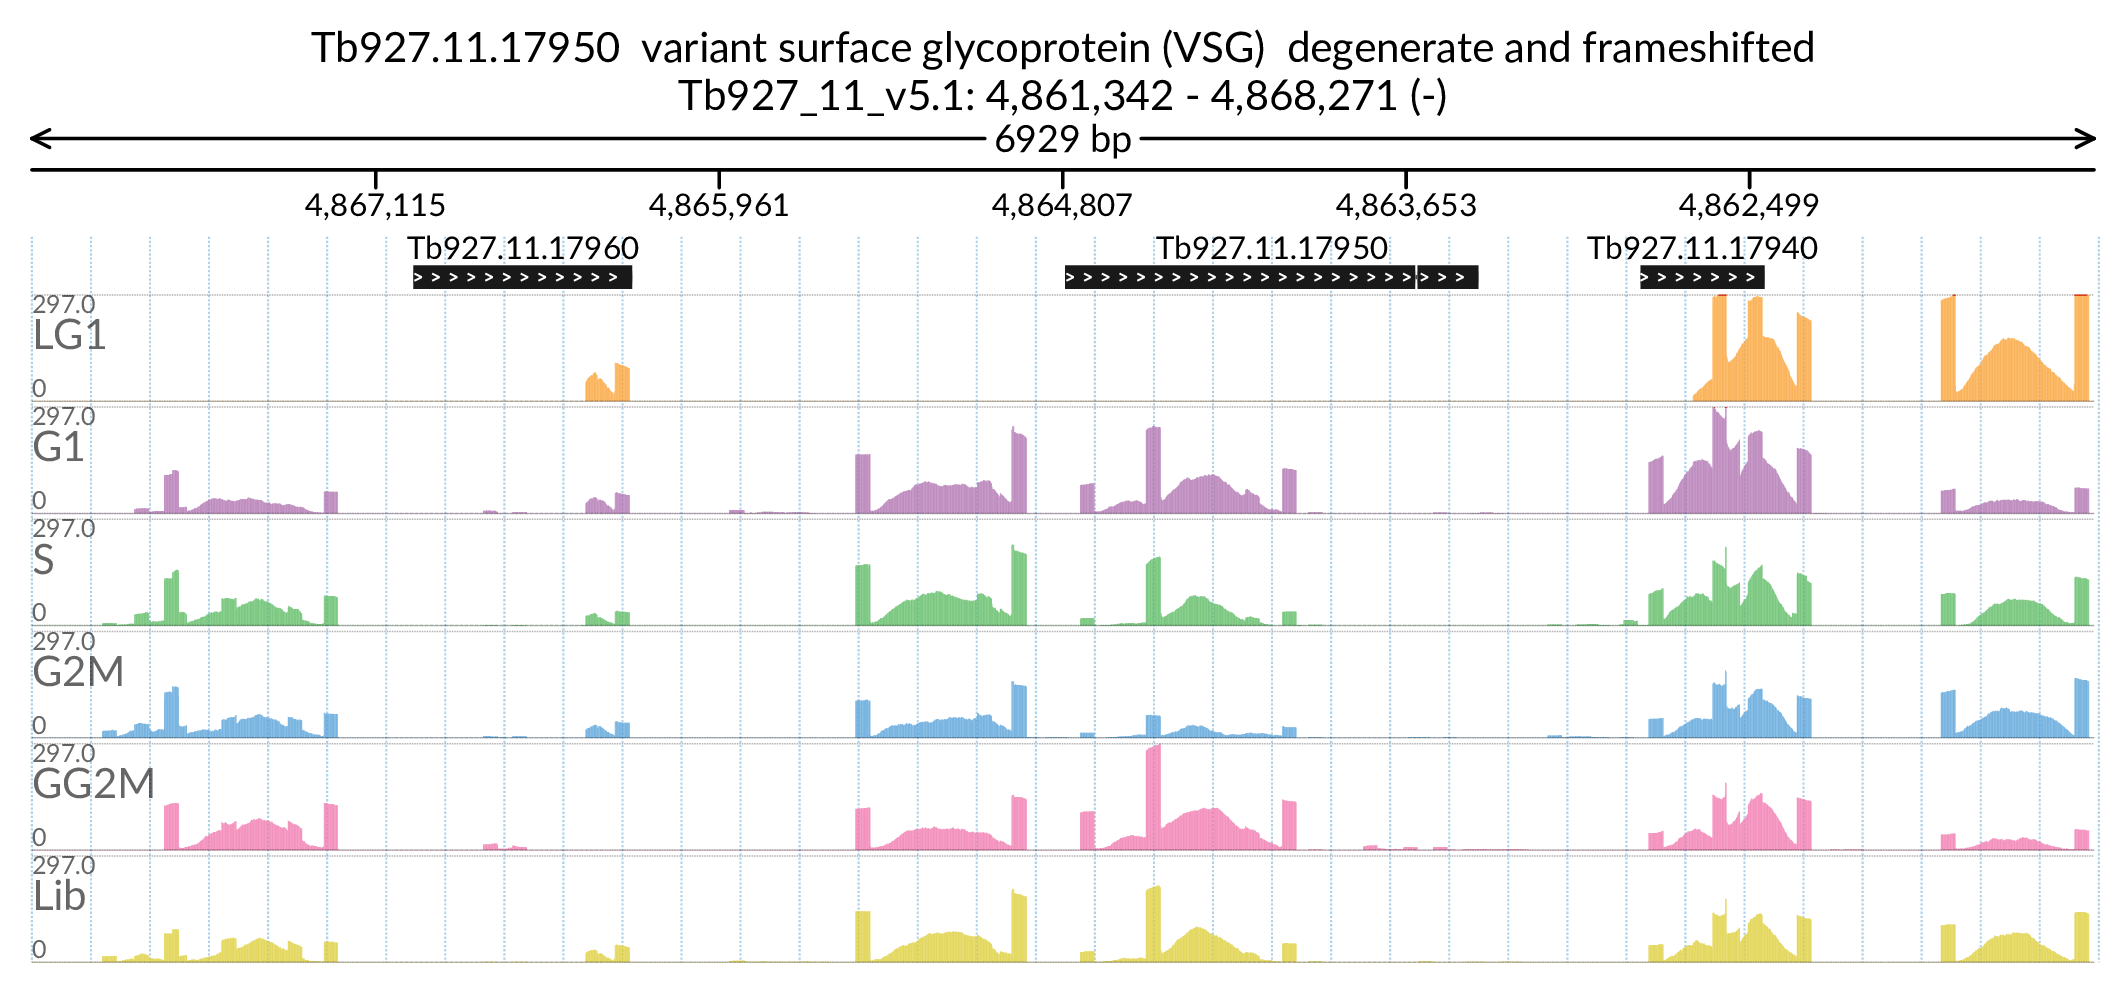 Tb927.11.17950  variant surface glycoprotein (VSG)  degenerate and frameshifted
Tb927_11_v5.1: 4,861,342 - 4,868,271 (-)
6929 bp
4,867,115 4,865,961 4,864,807 4,863,653 4,862,499
Tb927.11.17960 Tb927.11.17950 Tb927.11.17940
297.0
LG1
0
297.0
G1
0
297.0
S
0
297.0
G2M
0
297.0
GG2M
0
297.0
Lib
0